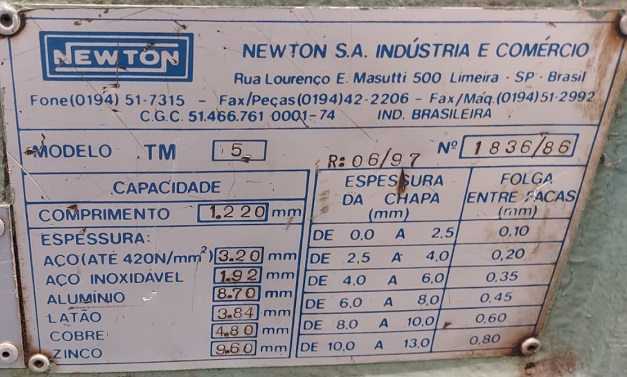 NEWTON
NEWTON S.A. INDÚSTRIA E COMÉRCIO
Rua Lourenço E. Masutti 500 Limeira - SP - Brasil
Fone(0194) 51-7315 - Fax/Peças(0194)42-2206 - Fax/Maq.(0194)51-2992
C.G.C. 51.466.761 0001-74 IND. BRASILEIRA
MODELO TM 5 R: 06/97 Nº 1836/86
CAPACIDADE
COMPRIMENTO 1.220 mm
ESPESSURA:
AÇO(ATÉ 420N/mm²) 3.20 mm
AÇO INOXIDÁVEL 1.92 mm
ALUMÍNIO 8.70 mm
LATÃO 3.84 mm
COBRE 4.80 mm
ZINCO 9.60 mm
ESPESSURA DA CHAPA (mm) FOLGA ENTRE FACAS (mm)
DE 0.0 A 2,5 0,10
DE 2,5 A 4,0 0,20
DE 4,0 A 6,0 0,35
DE 6,0 A 8,0 0,45
DE 8,0 A 10,0 0,60
DE 10,0 A 13,0 0,80